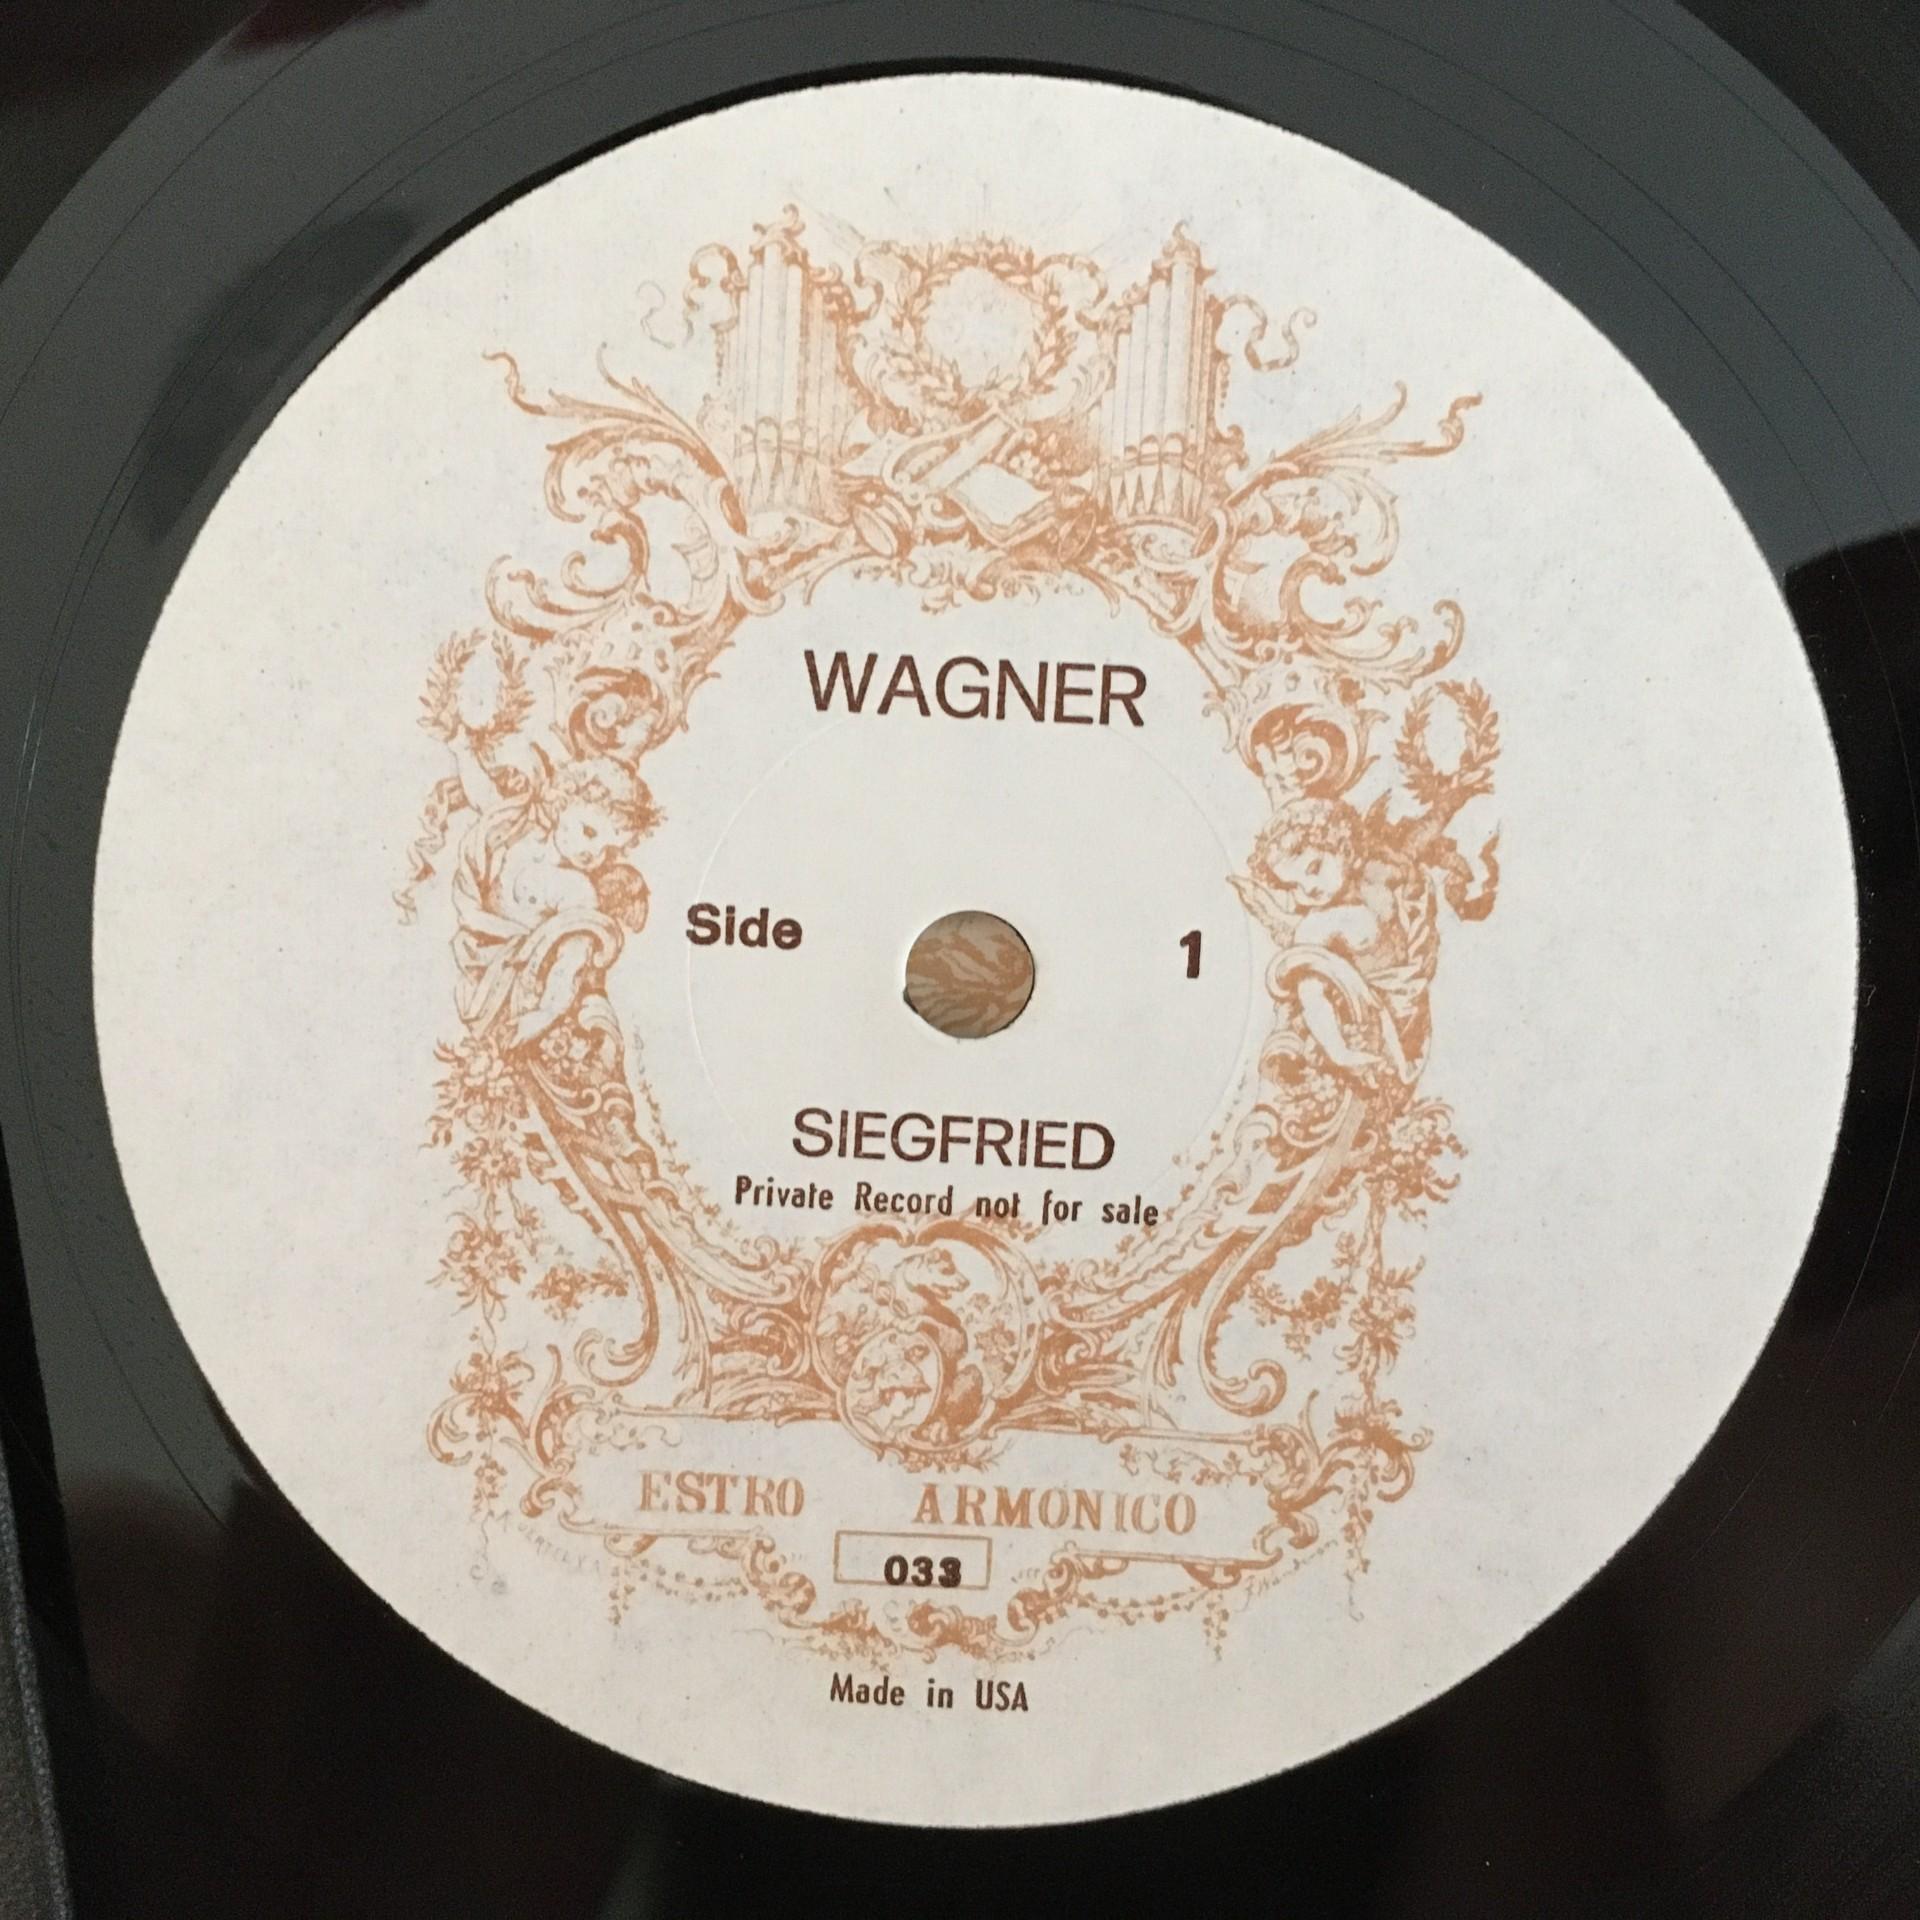 WAGNER
Side 1
SIEGFRIED
Private Record not for sale
ESTRO ARMONICO
033
Made in USA